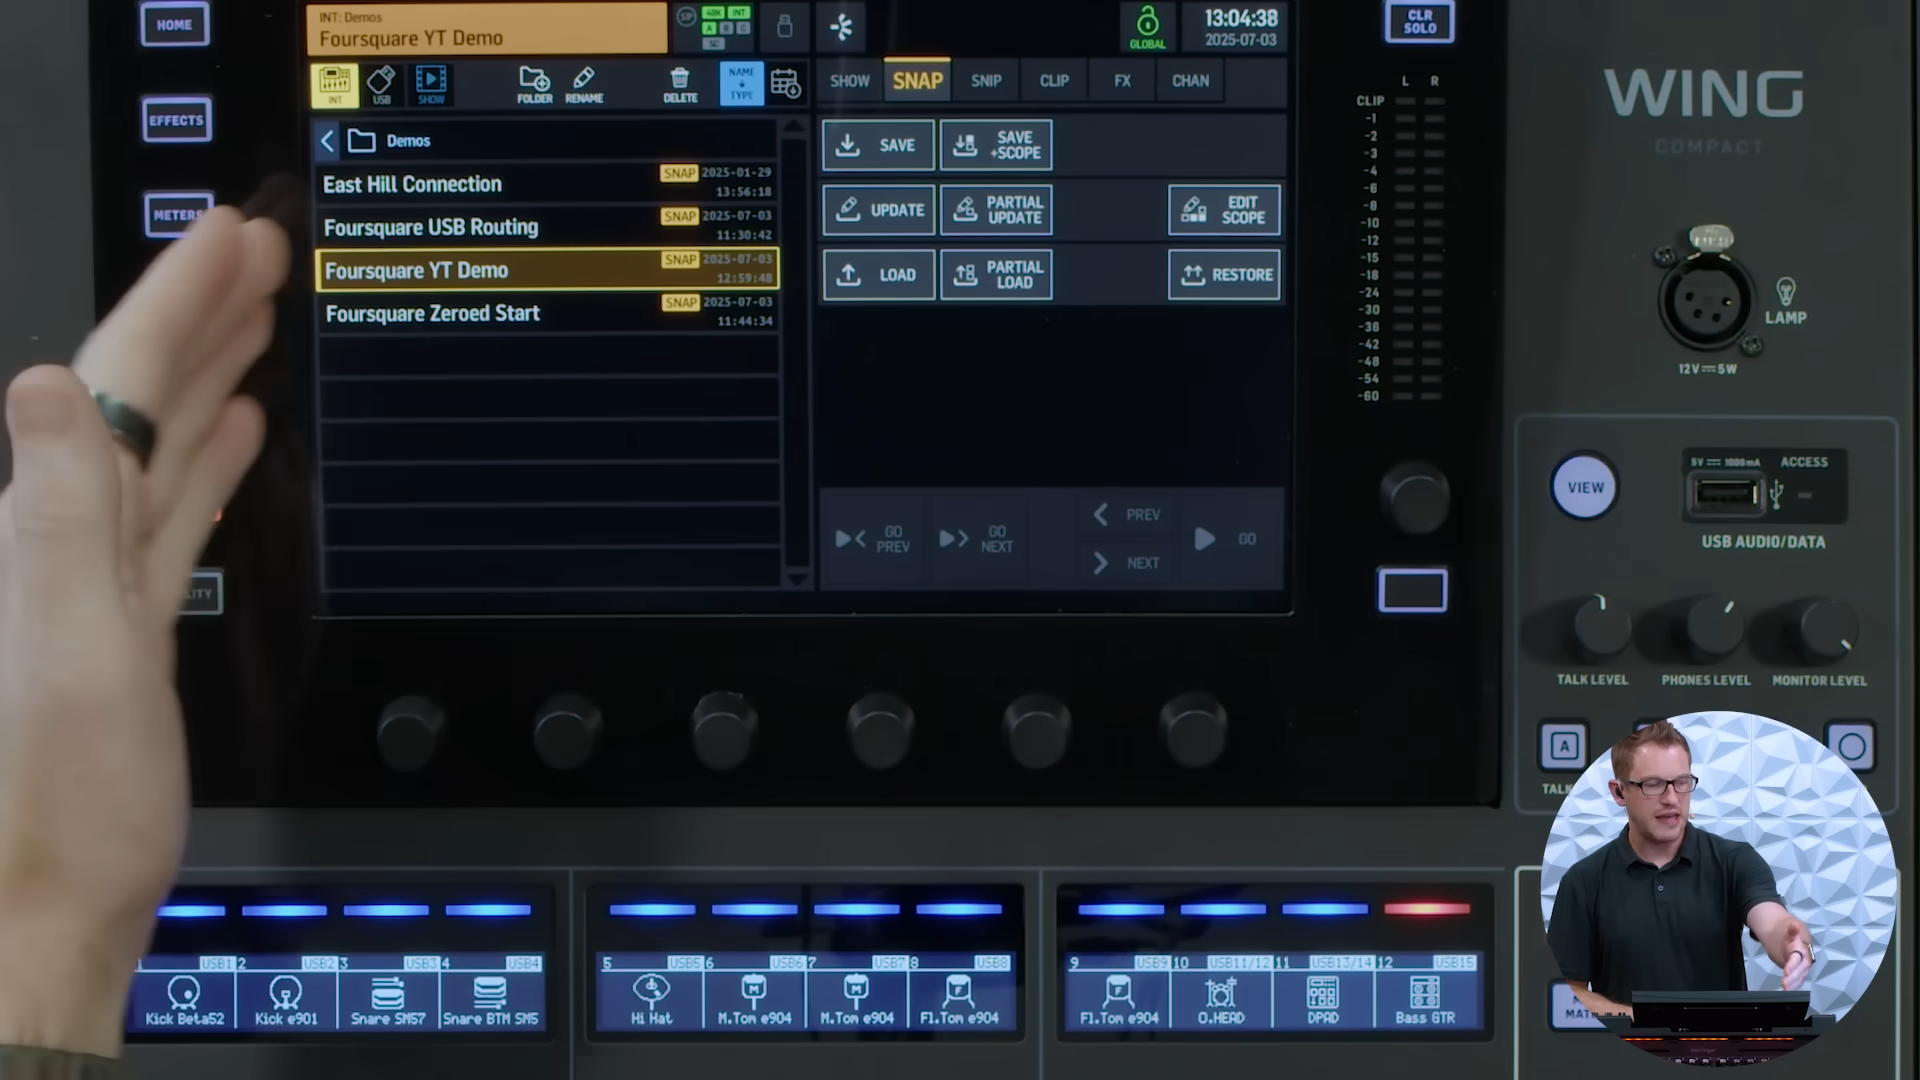 HOME
EFFECTS
METERS
INT: Demos
Foursquare YT Demo
SIP
48K INT
A B C
SC
GLOBAL
13:04:38
2025-07-03
CLR
SOLO
INT
USB
SHOW
FOLDER
RENAME
DELETE
NAME
TYPE
SHOW
SNAP
SNIP
CLIP
FX
CHAN
Demos
East Hill Connection SNAP 2025-01-29
13:56:18
Foursquare USB Routing SNAP 2025-07-03
11:30:42
Foursquare YT Demo SNAP 2025-07-03
12:59:48
Foursquare Zeroed Start SNAP 2025-07-03
11:44:34
SAVE
SAVE
+SCOPE
UPDATE
PARTIAL
UPDATE
EDIT
SCOPE
LOAD
PARTIAL
LOAD
RESTORE
GO
PREV
GO
NEXT
PREV
NEXT
GO
L R
CLIP
-1
-2
-3
-4
-6
-8
-10
-12
-15
-18
-24
-30
-36
-42
-48
-54
-60
WING
COMPACT
LAMP
12V 5W
VIEW
5V 1000mA
ACCESS
USB AUDIO/DATA
TALK LEVEL
PHONES LEVEL
MONITOR LEVEL
A
1 USB1 2 USB2 3 USB3 4 USB4
Kick Beta52 Kick e901 Snare SM57 Snare BTM SM5
5 USB5 6 USB6 7 USB7 8 USB8
Hi Hat M.Tom e904 M.Tom e904 Fl.Tom e904
9 USB9 10 USB11/12 11 USB13/14 12 USB15
Fl.Tom e904 O.HEAD DPAD Bass GTR